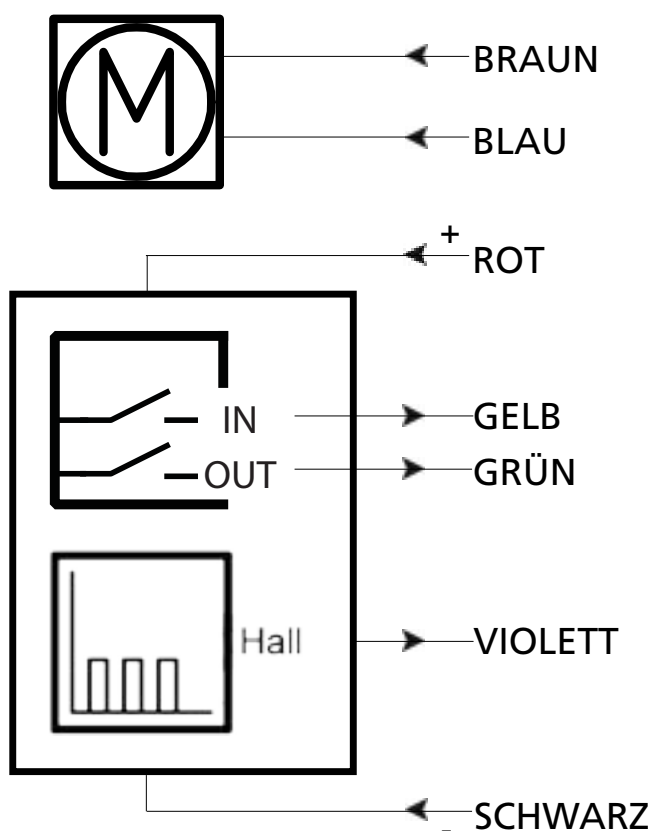 M
BRAUN
BLAU
+
ROT
IN
GELB
OUT
GRÜN
Hall
VIOLETT
-
SCHWARZ